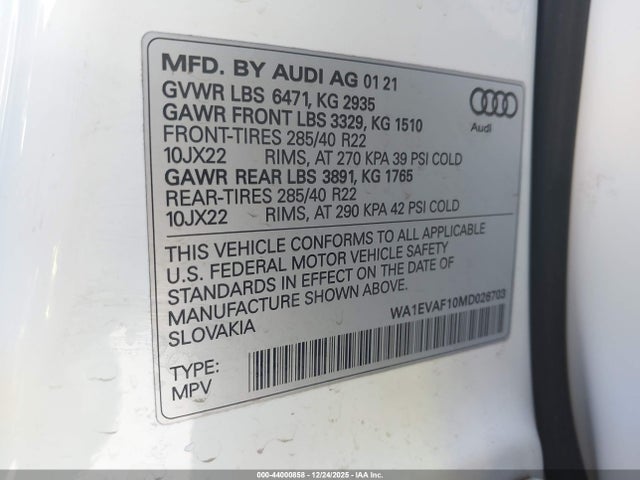 MFD. BY AUDI AG 01 21
GVWR LBS 6471, KG 2935
GAWR FRONT LBS 3329, KG 1510
FRONT-TIRES 285/40 R22
10JX22 RIMS, AT 270 KPA 39 PSI COLD
GAWR REAR LBS 3891, KG 1765
REAR-TIRES 285/40 R22
10JX22 RIMS, AT 290 KPA 42 PSI COLD
Audi
THIS VEHICLE CONFORMS TO ALL APPLICABLE
U.S. FEDERAL MOTOR VEHICLE SAFETY
STANDARDS IN EFFECT ON THE DATE OF
MANUFACTURE SHOWN ABOVE.
SLOVAKIA
WA1EVAF10MD026703
TYPE:
MPV
000-44000858 - 12/24/2025 - IAAI.CA